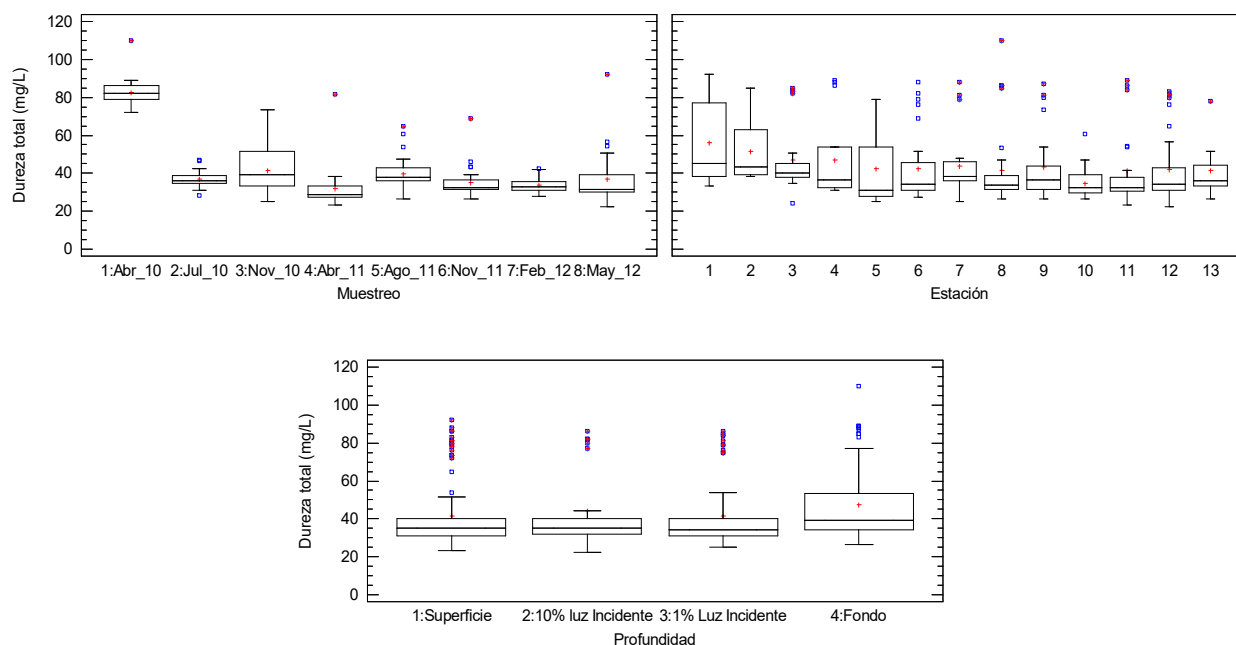 Dureza total (mg/L)
120
100
80
60
40
20
0
1:Abr_10 2:Jul_10 3:Nov_10 4:Abr_11 5:Ago_11 6:Nov_11 7:Feb_12 8:May_12
Muestreo
1 2 3 4 5 6 7 8 9 10 11 12 13
Estación
Dureza total (mg/L)
120
100
80
60
40
20
0
1:Superficie 2:10% luz Incidente 3:1% Luz Incidente 4:Fondo
Profundidad